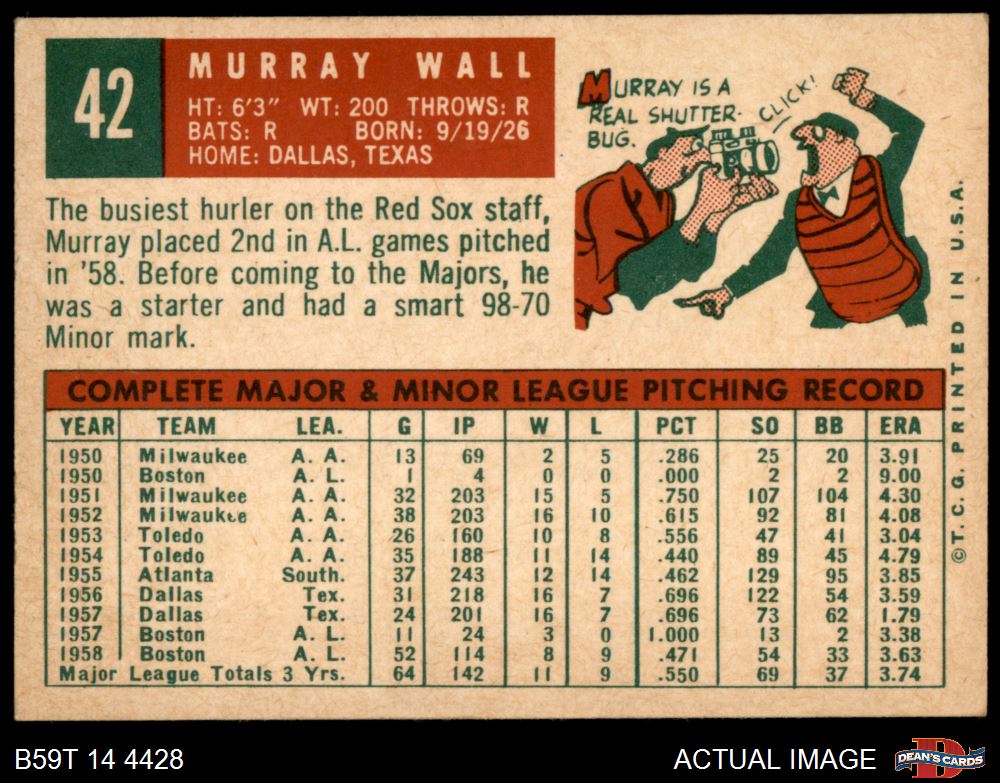 42
MURRAY WALL
HT: 6'3" WT: 200 THROWS: R
BATS: R BORN: 9/19/26
HOME: DALLAS, TEXAS
The busiest hurler on the Red Sox staff,
Murray placed 2nd in A.L. games pitched
in '58. Before coming to the Majors, he
was a starter and had a smart 98-70
Minor mark.
MURRAY IS A
REAL SHUTTER-
BUG.
CLICK!
COMPLETE MAJOR & MINOR LEAGUE PITCHING RECORD
YEAR TEAM LEA. G IP W L PCT SO BB ERA
1950 Milwaukee A. A. 13 69 2 5 .286 25 20 3.91
1950 Boston A. L. 1 4 0 0 .000 2 2 9.00
1951 Milwaukee A. A. 32 203 15 5 .750 107 104 4.30
1952 Milwaukee A. A. 38 203 16 10 .615 92 81 4.08
1953 Toledo A. A. 26 160 10 8 .556 47 41 3.04
1954 Toledo A. A. 35 188 11 14 .440 89 45 4.79
1955 Atlanta South. 37 243 12 14 .462 129 95 3.85
1956 Dallas Tex. 31 218 16 7 .696 122 54 3.59
1957 Dallas Tex. 24 201 16 7 .696 73 62 1.79
1957 Boston A. L. 11 24 3 0 1.000 13 2 3.38
1958 Boston A. L. 52 114 8 9 .471 54 33 3.63
Major League Totals 3 Yrs. 64 142 11 9 .550 69 37 3.74
©T. C. G. PRINTED IN U.S.A.
B59T 14 4428
ACTUAL IMAGE
DEAN'S CARDS